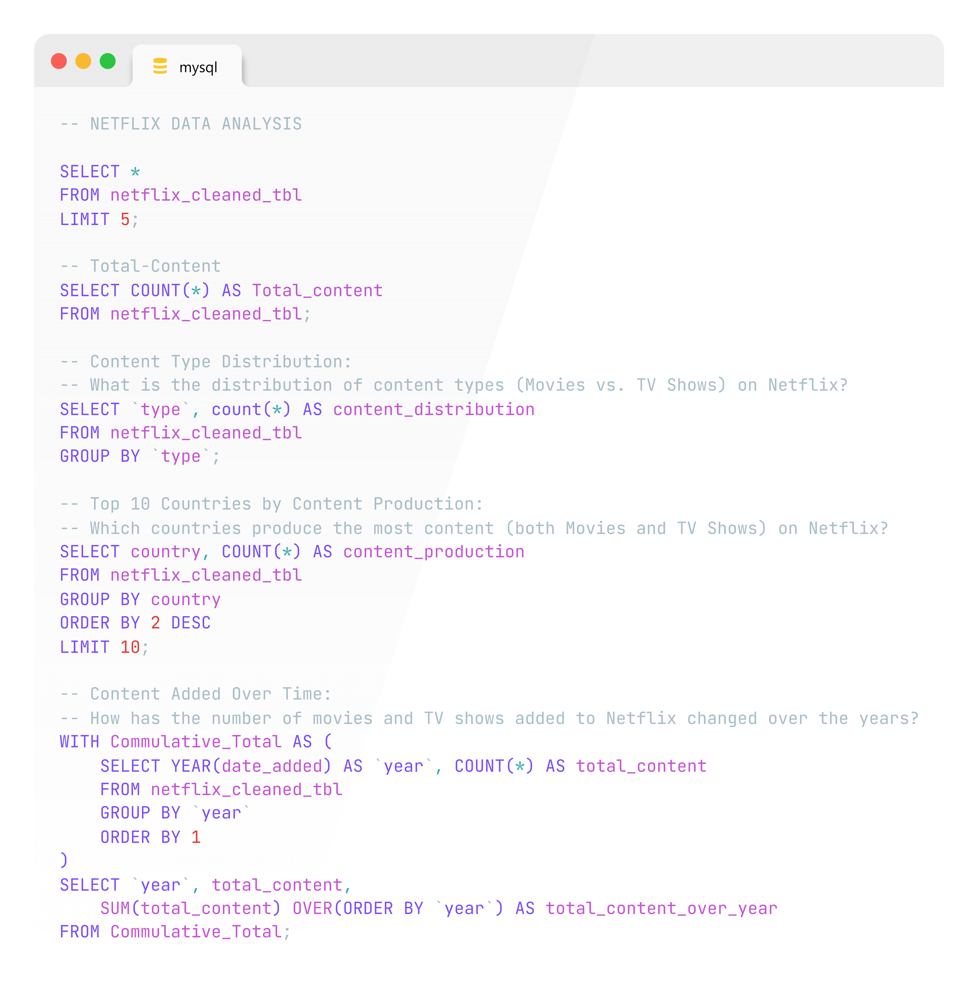 mysql
-- NETFLIX DATA ANALYSIS
SELECT *
FROM netflix_cleaned_tbl
LIMIT 5;
-- Total-Content
SELECT COUNT(*) AS Total_content
FROM netflix_cleaned_tbl;
-- Content Type Distribution:
-- What is the distribution of content types (Movies vs. TV Shows) on Netflix?
SELECT `type`, count(*) AS content_distribution
FROM netflix_cleaned_tbl
GROUP BY `type`;
-- Top 10 Countries by Content Production:
-- Which countries produce the most content (both Movies and TV Shows) on Netflix?
SELECT country, COUNT(*) AS content_production
FROM netflix_cleaned_tbl
GROUP BY country
ORDER BY 2 DESC
LIMIT 10;
-- Content Added Over Time:
-- How has the number of movies and TV shows added to Netflix changed over the years?
WITH Commulative_Total AS (
    SELECT YEAR(date_added) AS `year`, COUNT(*) AS total_content
    FROM netflix_cleaned_tbl
    GROUP BY `year`
    ORDER BY 1
)
SELECT `year`, total_content,
    SUM(total_content) OVER(ORDER BY `year`) AS total_content_over_year
FROM Commulative_Total;